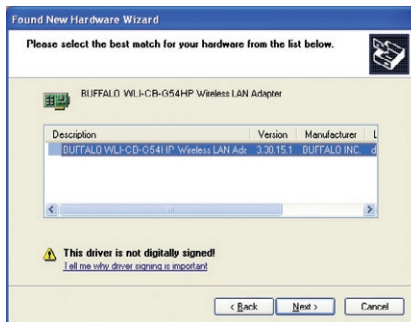 Found New Hardware Wizard
Please select the best match for your hardware from the list below.
BUFFALO WLI-CB-G54HP Wireless LAN Adapter
Description Version Manufacturer L
BUFFALO WLI-CB-G54HP Wireless LAN Ada 3.30.15.1 BUFFALO INC. d
This driver is not digitally signed!
Tell me why driver signing is important
< Back Next > Cancel